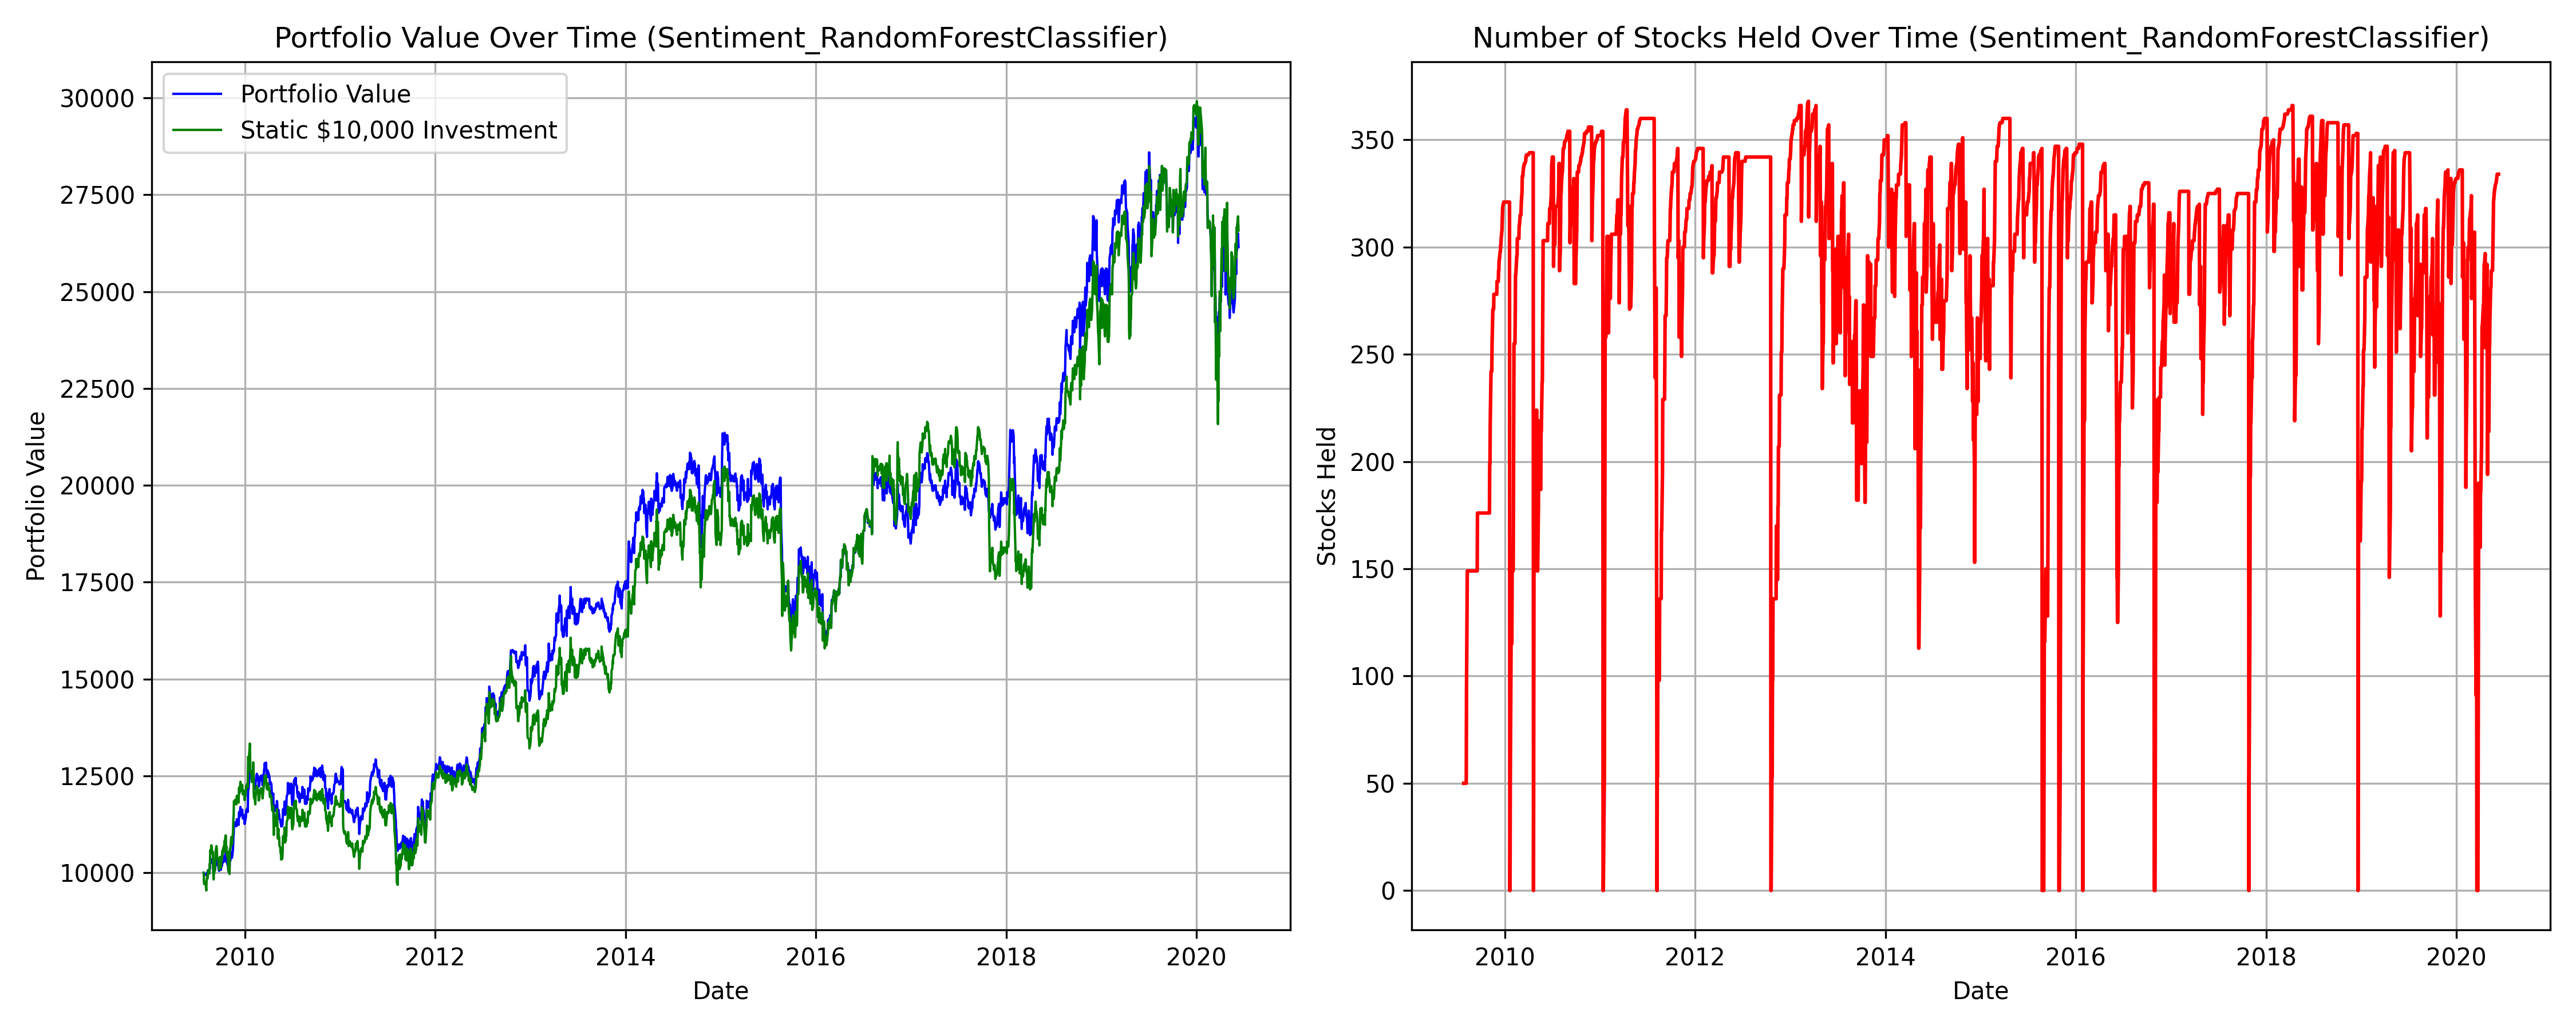 Portfolio Value Over Time (Sentiment_RandomForestClassifier)
Portfolio Value
Static $10,000 Investment
30000
27500
25000
22500
20000
17500
15000
12500
10000
Portfolio Value
2010 2012 2014 2016 2018 2020
Date
Number of Stocks Held Over Time (Sentiment_RandomForestClassifier)
350
300
250
200
150
100
50
0
Stocks Held
2010 2012 2014 2016 2018 2020
Date